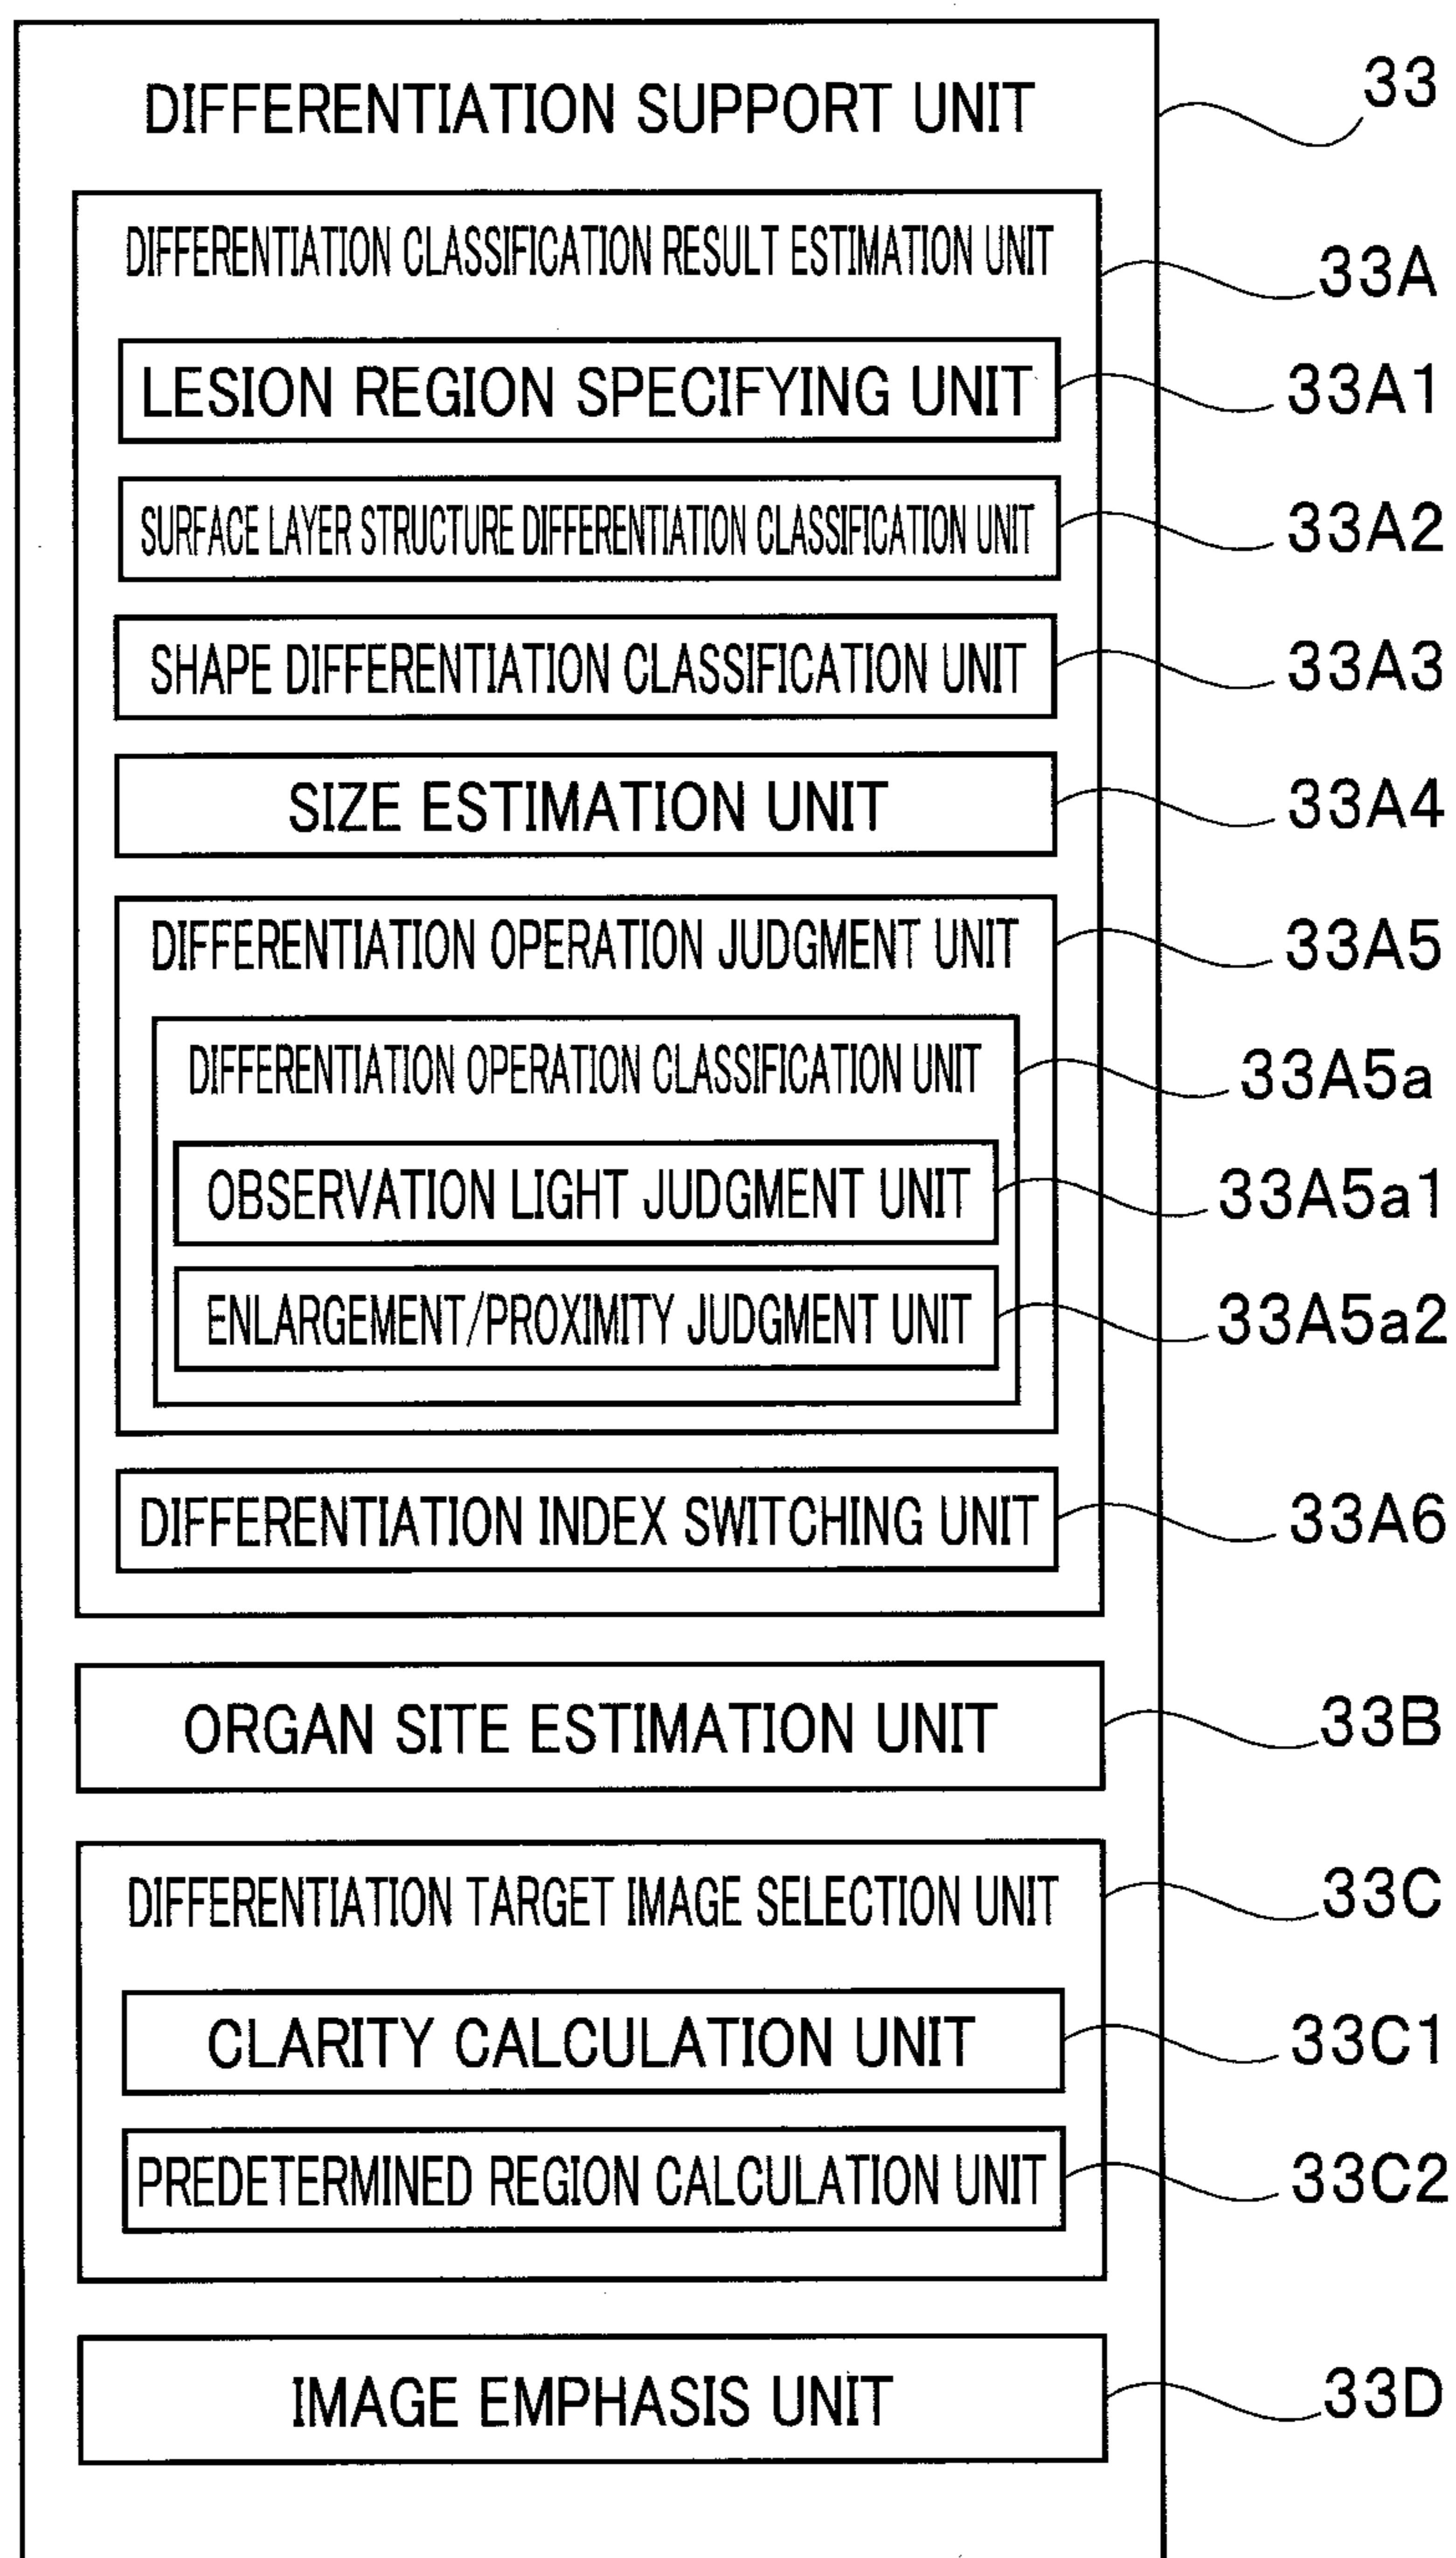 DIFFERENTIATION SUPPORT UNIT 33
DIFFERENTIATION CLASSIFICATION RESULT ESTIMATION UNIT 33A
LESION REGION SPECIFYING UNIT 33A1
SURFACE LAYER STRUCTURE DIFFERENTIATION CLASSIFICATION UNIT 33A2
SHAPE DIFFERENTIATION CLASSIFICATION UNIT 33A3
SIZE ESTIMATION UNIT 33A4
DIFFERENTIATION OPERATION JUDGMENT UNIT 33A5
DIFFERENTIATION OPERATION CLASSIFICATION UNIT 33A5a
OBSERVATION LIGHT JUDGMENT UNIT 33A5a1
ENLARGEMENT/PROXIMITY JUDGMENT UNIT 33A5a2
DIFFERENTIATION INDEX SWITCHING UNIT 33A6
ORGAN SITE ESTIMATION UNIT 33B
DIFFERENTIATION TARGET IMAGE SELECTION UNIT 33C
CLARITY CALCULATION UNIT 33C1
PREDETERMINED REGION CALCULATION UNIT 33C2
IMAGE EMPHASIS UNIT 33D